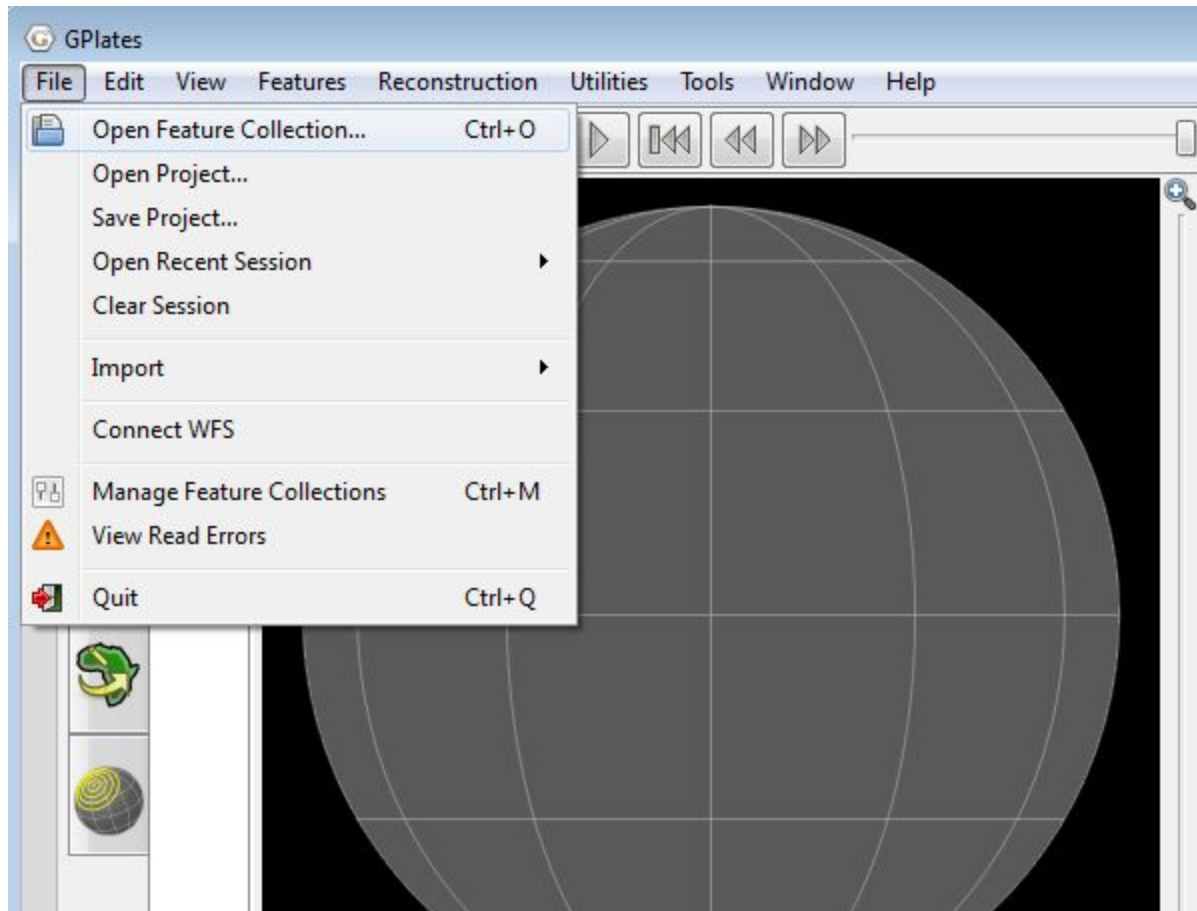 GPlates
File Edit View Features Reconstruction Utilities Tools Window Help
Open Feature Collection... Ctrl+O
Open Project...
Save Project...
Open Recent Session
Clear Session
Import
Connect WFS
Manage Feature Collections Ctrl+M
View Read Errors
Quit Ctrl+Q